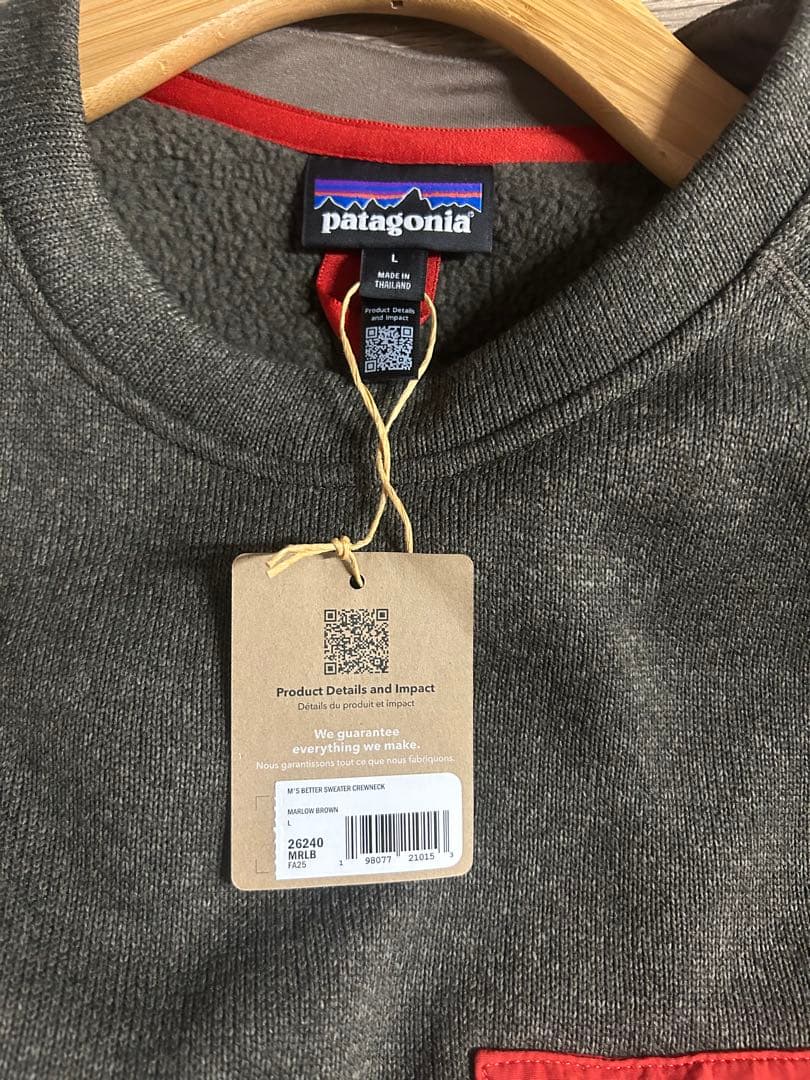 patagonia®
L
MADE IN
THAILAND
Product Details
and Impact
Product Details and Impact
Détails du produit et impact
We guarantee
everything we make.
Nous garantissons tout ce que nous fabriquons.
M'S BETTER SWEATER CREWNECK
MARLOW BROWN
L
26240
MRLB
FA25
1 98077 21015 3